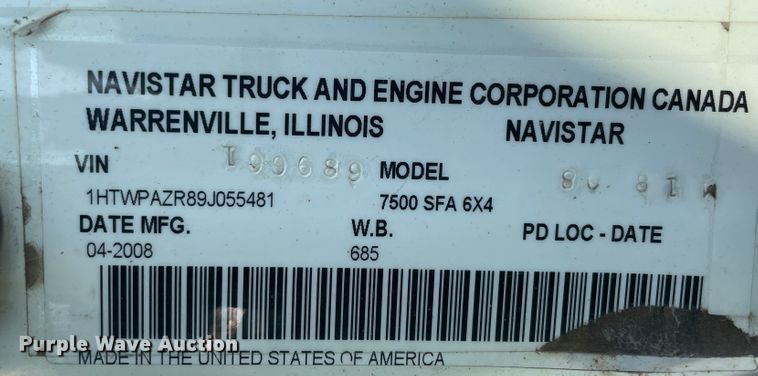 NAVISTAR TRUCK AND ENGINE CORPORATION CANADA
WARRENVILLE, ILLINOIS NAVISTAR
VIN I99689 MODEL
1HTWPAZR89J055481 7500 SFA 6X4
DATE MFG. W.B. PD LOC - DATE
04-2008 685
Purple Wave Auction
MADE IN THE UNITED STATES OF AMERICA